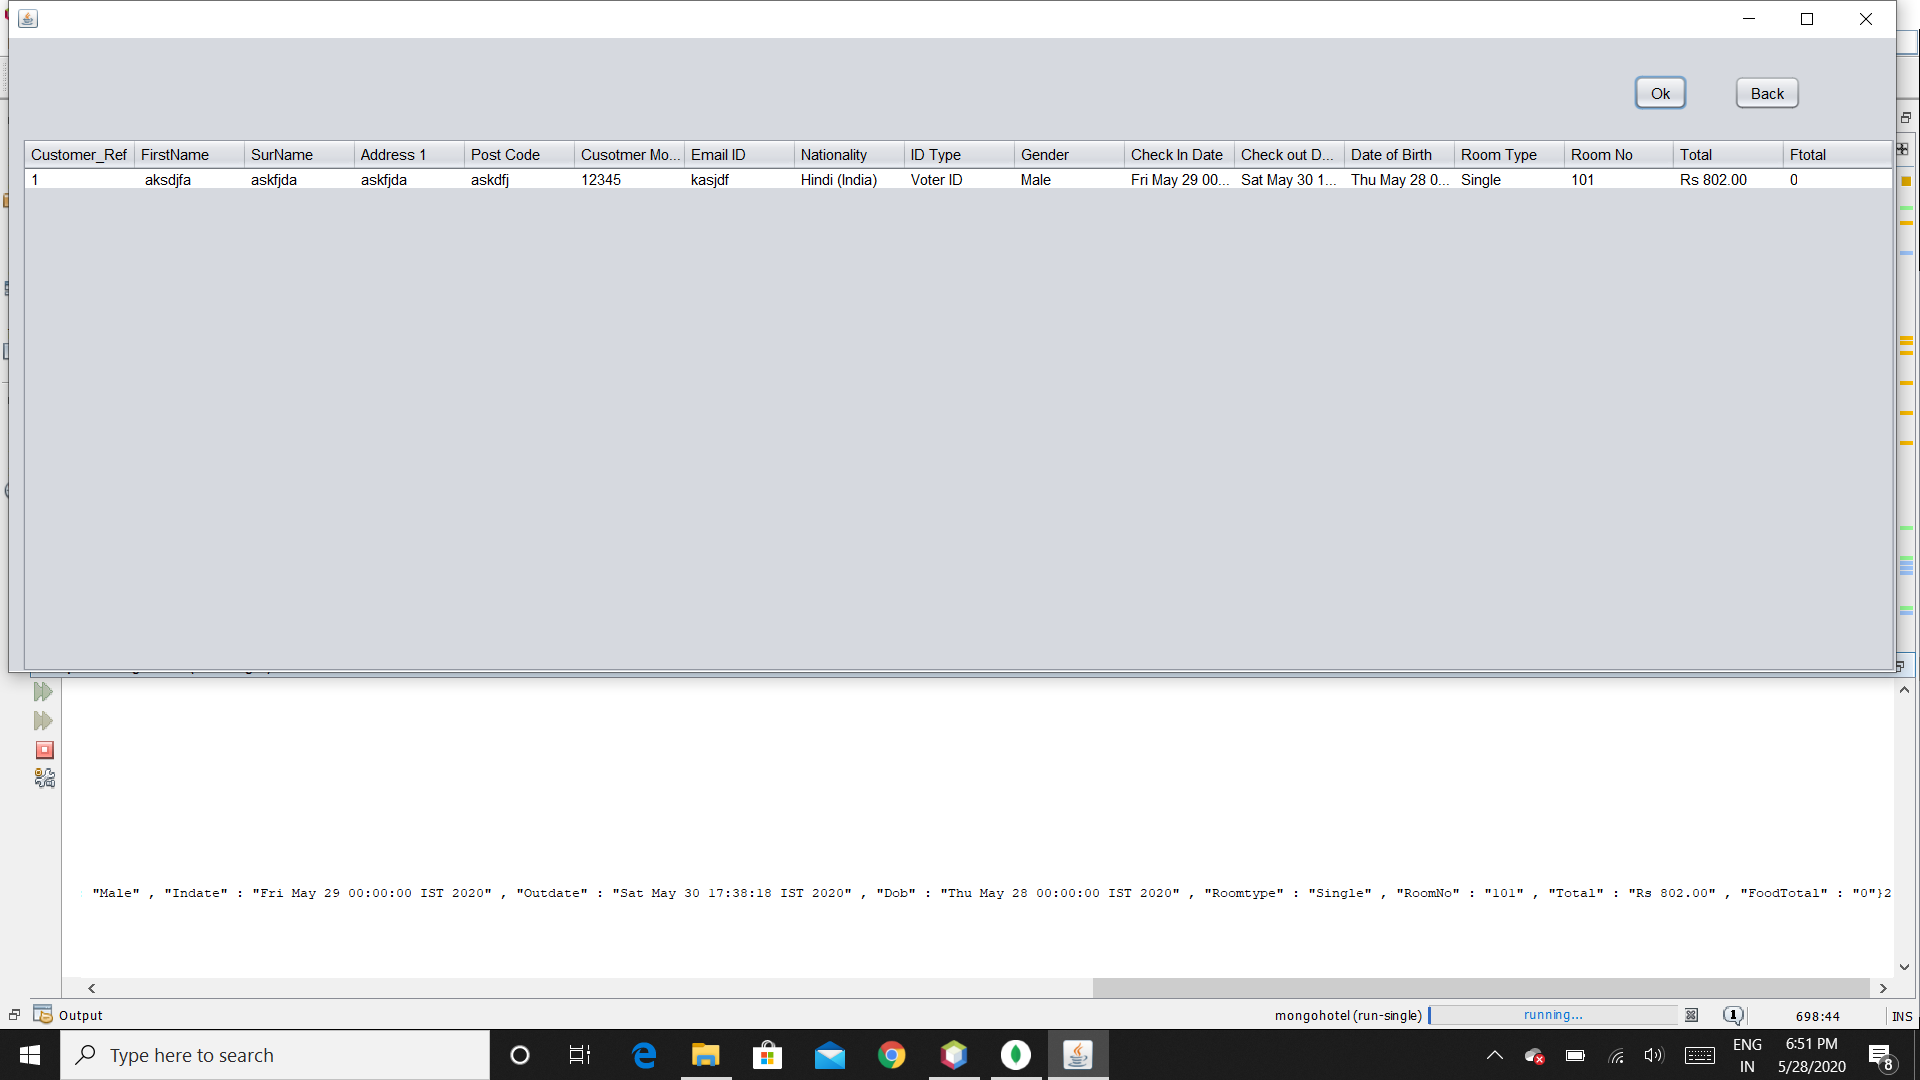 Ok Back
Customer_Ref FirstName SurName Address 1 Post Code Cusotmer Mo... Email ID Nationality ID Type Gender Check In Date Check out D... Date of Birth Room Type Room No Total Ftotal
1 aksdjfa askfjda askfjda askdfj 12345 kasjdf Hindi (India) Voter ID Male Fri May 29 00... Sat May 30 1... Thu May 28 0... Single 101 Rs 802.00 0
"Male" , "Indate" : "Fri May 29 00:00:00 IST 2020" , "Outdate" : "Sat May 30 17:38:18 IST 2020" , "Dob" : "Thu May 28 00:00:00 IST 2020" , "Roomtype" : "Single" , "RoomNo" : "101" , "Total" : "Rs 802.00" , "FoodTotal" : "0"}2
Output mongohotel (run-single) running... 1 698:44 INS
Type here to search
ENG
IN
6:51 PM
5/28/2020
8